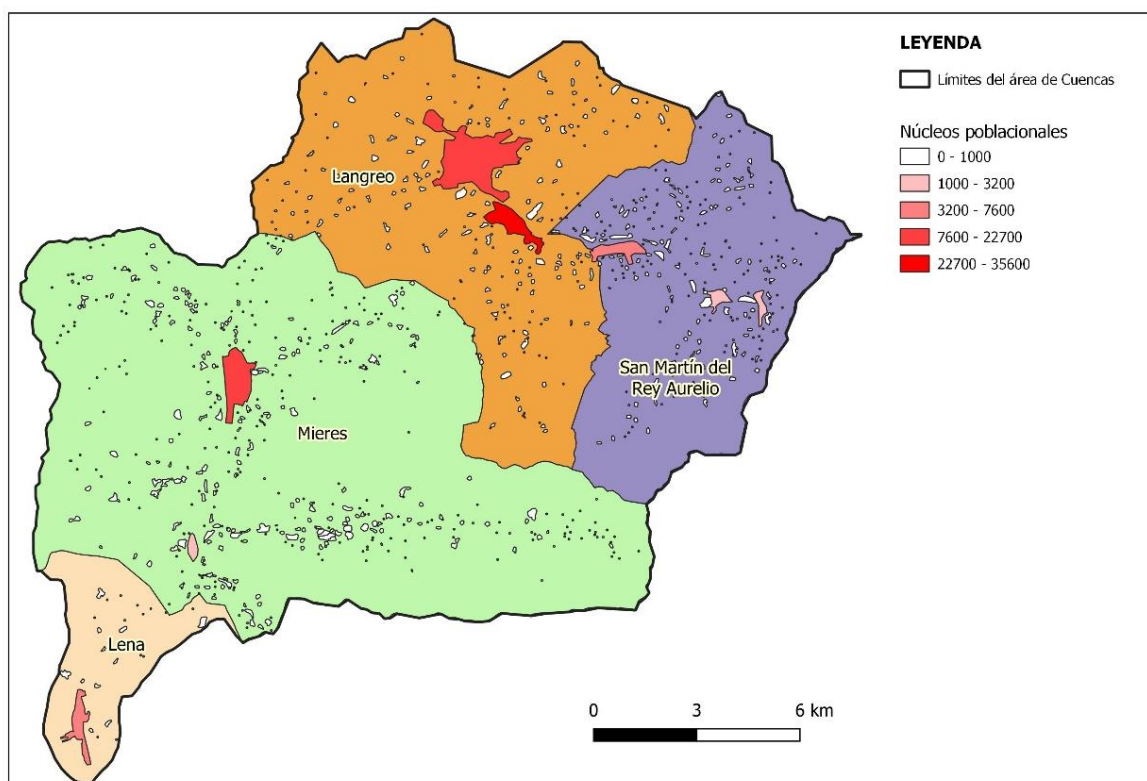 LEYENDA
Límites del área de Cuencas
Núcleos poblacionales
0 - 1000
1000 - 3200
3200 - 7600
7600 - 22700
22700 - 35600
Langreo
San Martín del
Rey Aurelio
Mieres
Lena
0 3 6 km